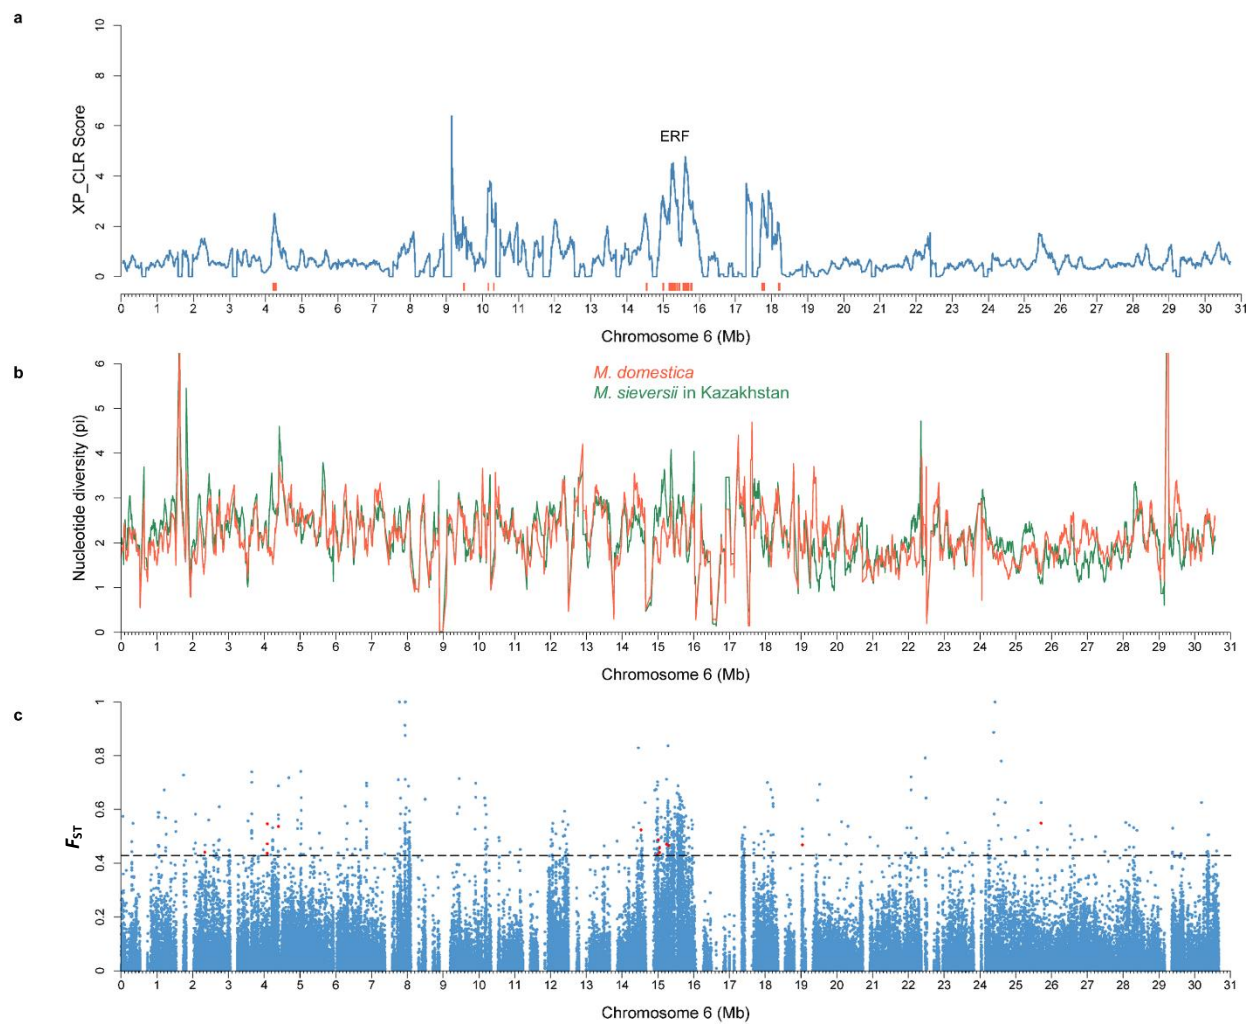 a
10
8
6
4
2
0
XP_CLR Score
ERF
0 1 2 3 4 5 6 7 8 9 10 11 12 13 14 15 16 17 18 19 20 21 22 23 24 25 26 27 28 29 30 31
Chromosome 6 (Mb)
b
6
5
4
3
2
1
0
Nucleotide diversity (pi)
M. domestica
M. sieversii in Kazakhstan
0 1 2 3 4 5 6 7 8 9 10 11 12 13 14 15 16 17 18 19 20 21 22 23 24 25 26 27 28 29 30 31
Chromosome 6 (Mb)
c
1
0.8
0.6
0.4
0.2
0
FST
0 1 2 3 4 5 6 7 8 9 10 11 12 13 14 15 16 17 18 19 20 21 22 23 24 25 26 27 28 29 30 31
Chromosome 6 (Mb)